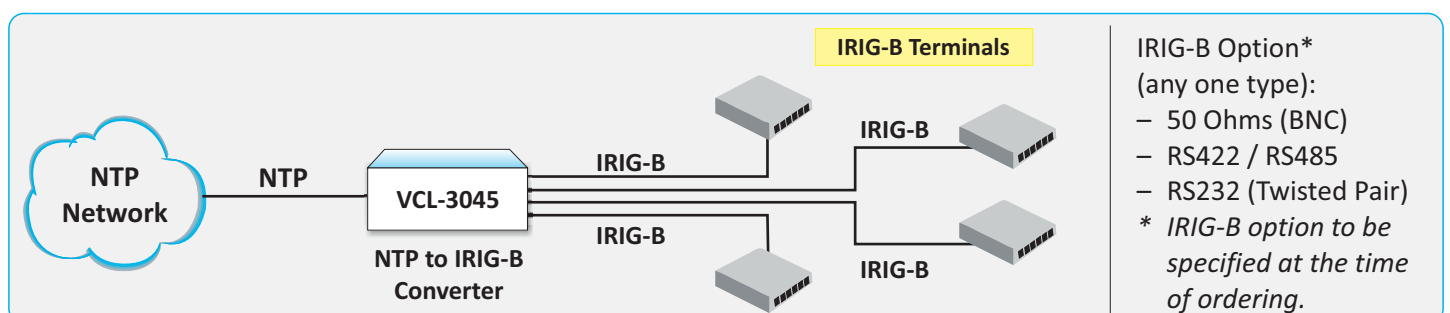 IRIG-B Terminals
NTP
Network
NTP
VCL-3045
NTP to IRIG-B
Converter
IRIG-B
IRIG-B
IRIG-B
IRIG-B
IRIG-B Option*
(any one type):
– 50 Ohms (BNC)
– RS422 / RS485
– RS232 (Twisted Pair)
* IRIG-B option to be
specified at the time
of ordering.